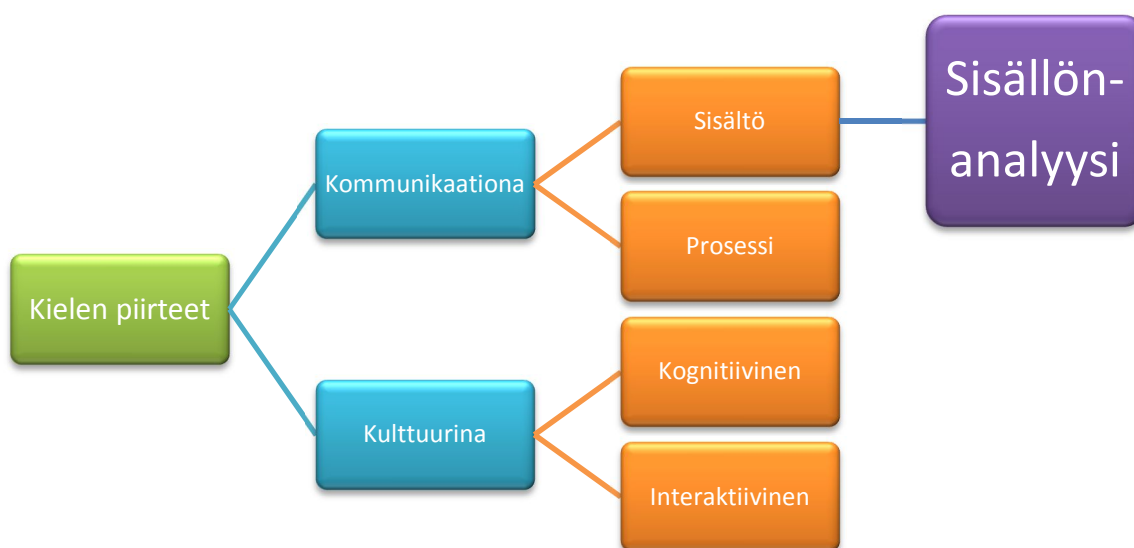 Kielen piirteet
Kommunikaationa
Sisältö
Sisällön-
analyysi
Prosessi
Kulttuurina
Kognitiivinen
Interaktiivinen